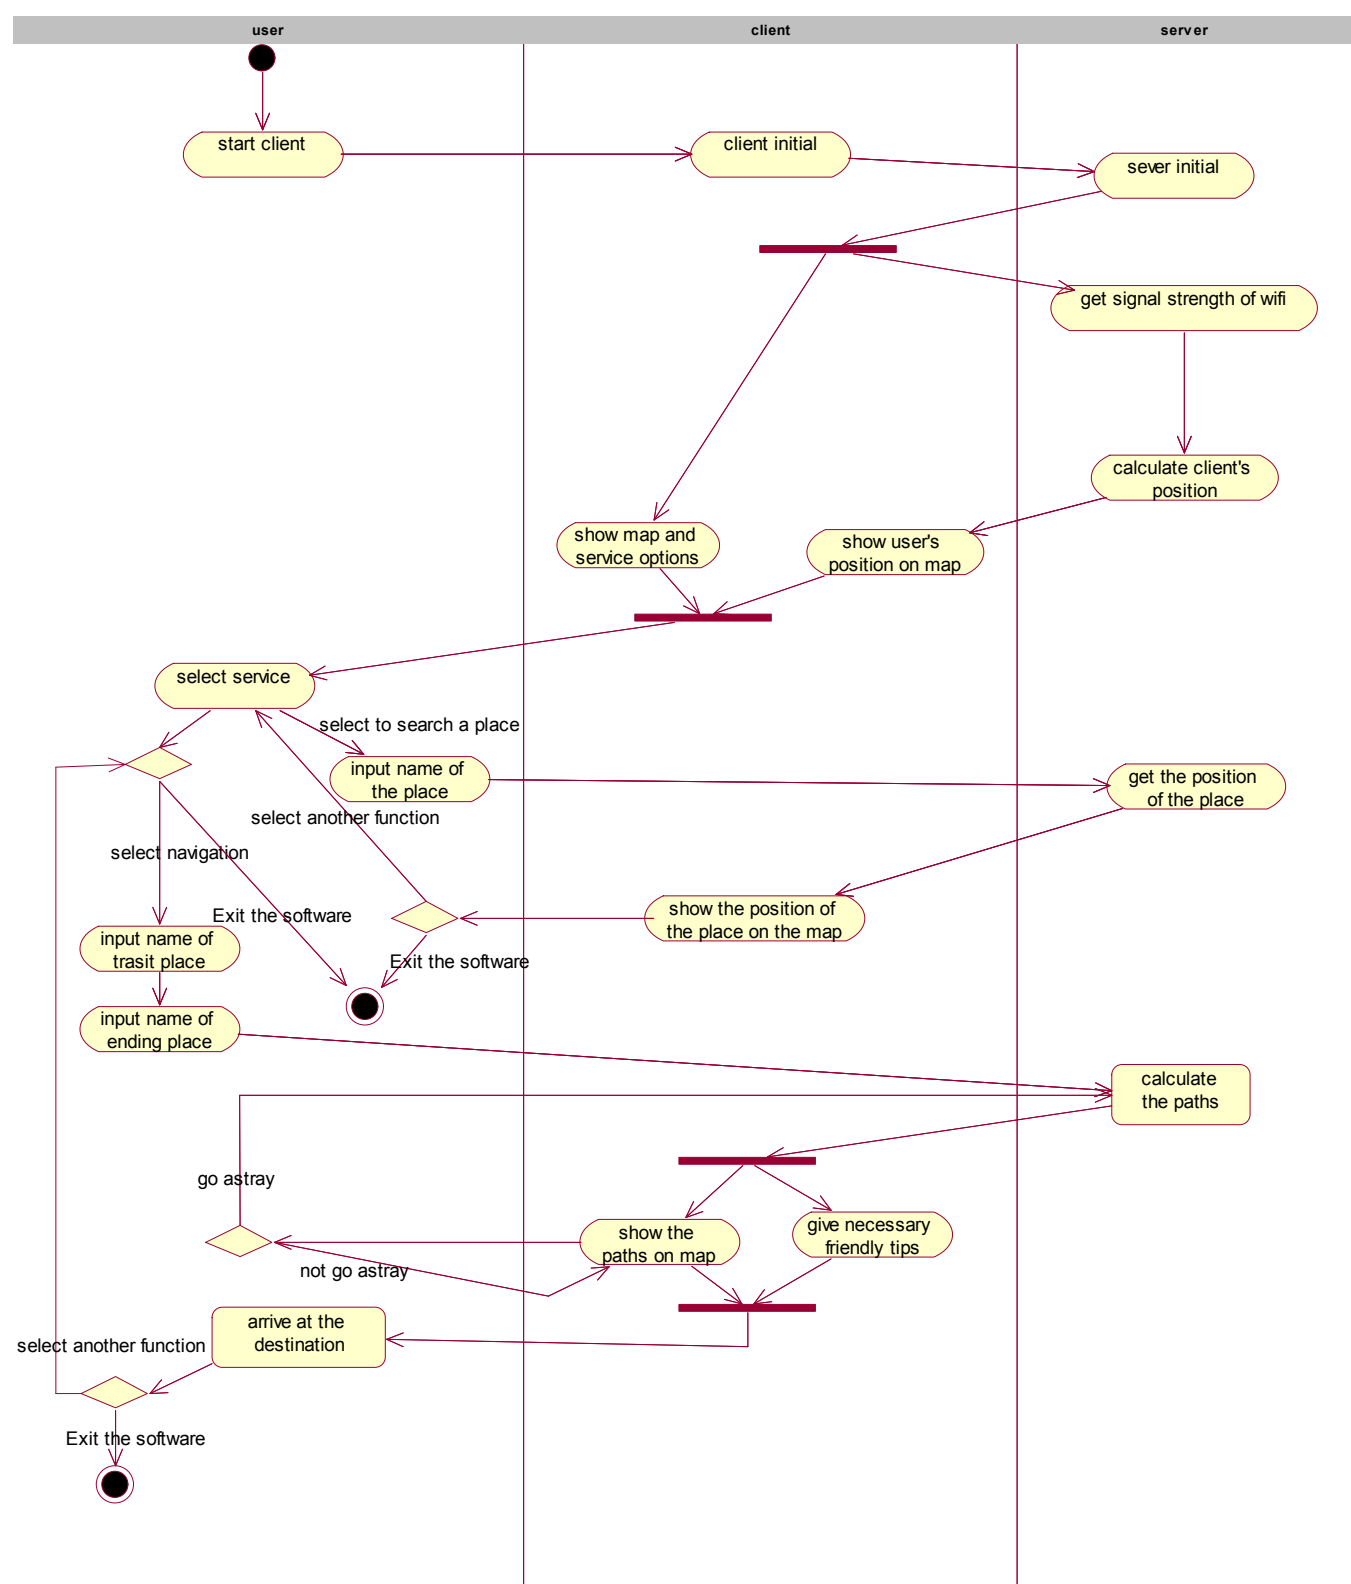 user
client
server
start client
client initial
sever initial
get signal strength of wifi
calculate client's
position
show map and
service options
show user's
position on map
select service
select to search a place
input name of
the place
get the position
of the place
select another function
select navigation
Exit the software
show the position of
the place on the map
input name of
trasit place
Exit the software
input name of
ending place
calculate
the paths
go astray
show the
paths on map
give necessary
friendly tips
not go astray
arrive at the
destination
select another function
Exit the software